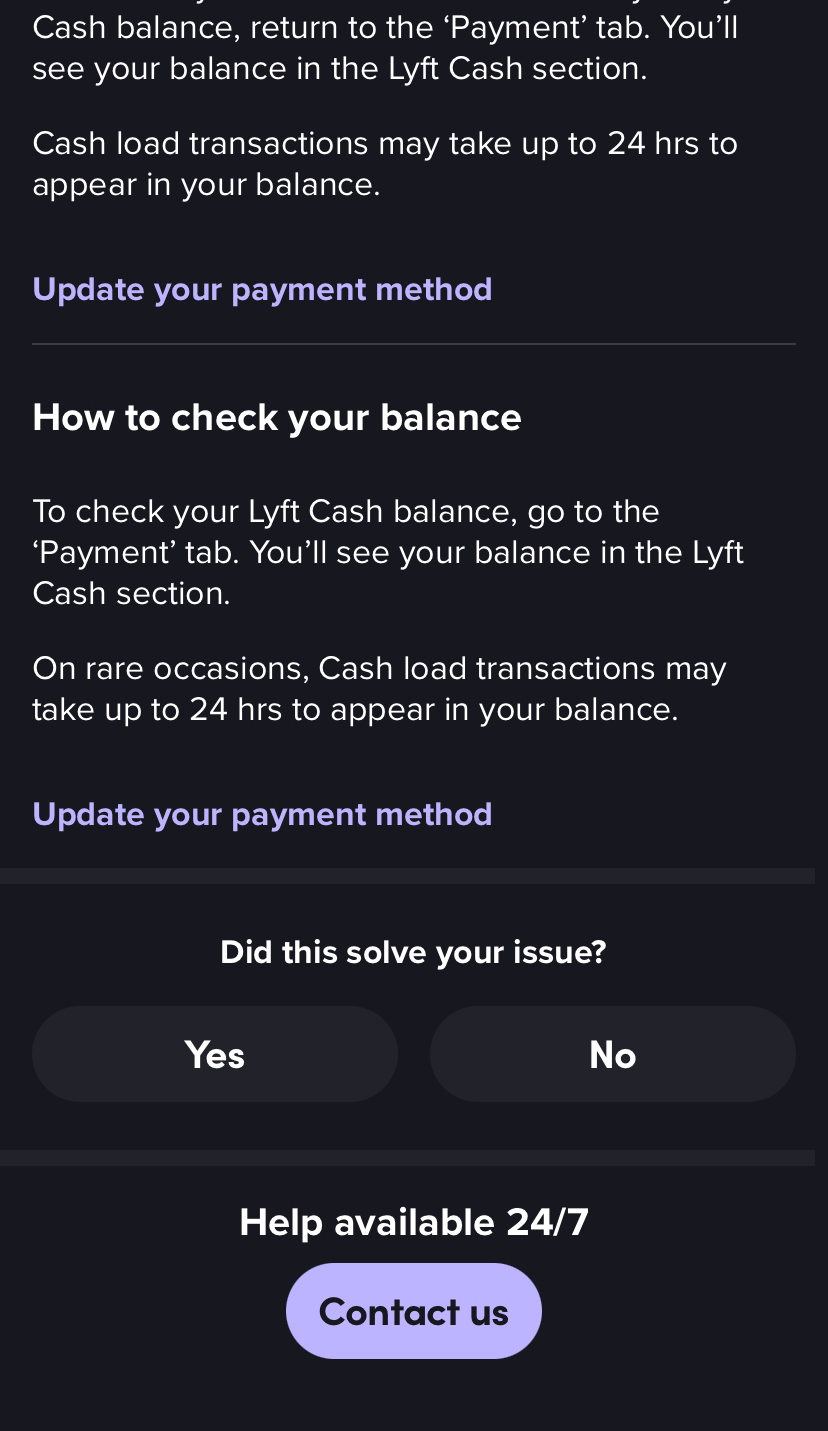 Cash balance, return to the ‘Payment’ tab. You’ll
see your balance in the Lyft Cash section.
Cash load transactions may take up to 24 hrs to
appear in your balance.
Update your payment method
How to check your balance
To check your Lyft Cash balance, go to the
‘Payment’ tab. You’ll see your balance in the Lyft
Cash section.
On rare occasions, Cash load transactions may
take up to 24 hrs to appear in your balance.
Update your payment method
Did this solve your issue?
Yes
No
Help available 24/7
Contact us